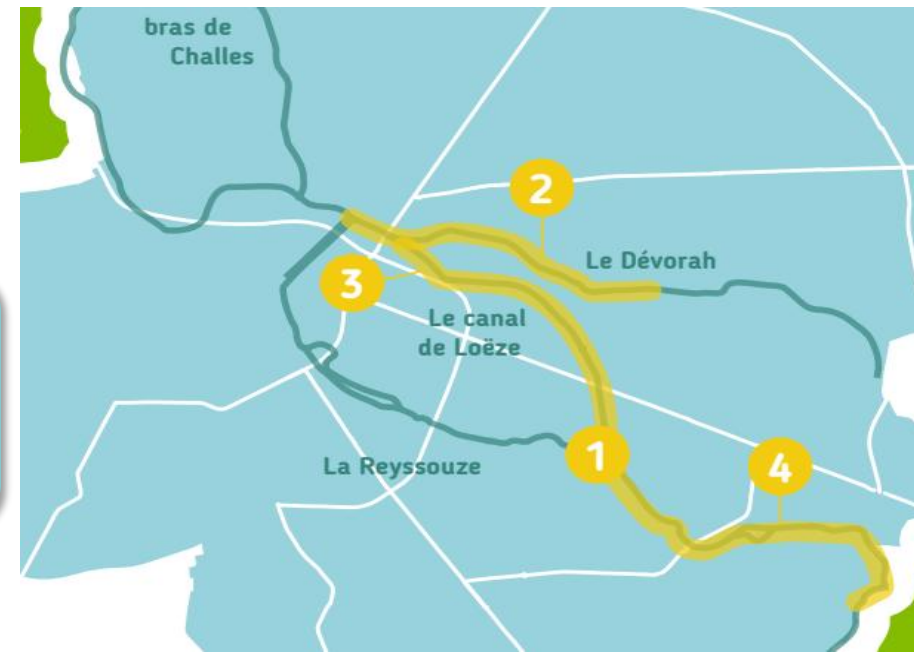 bras de
Challes
2
Le Dévorah
3
Le canal
de Loëze
1
La Reyssouze
4